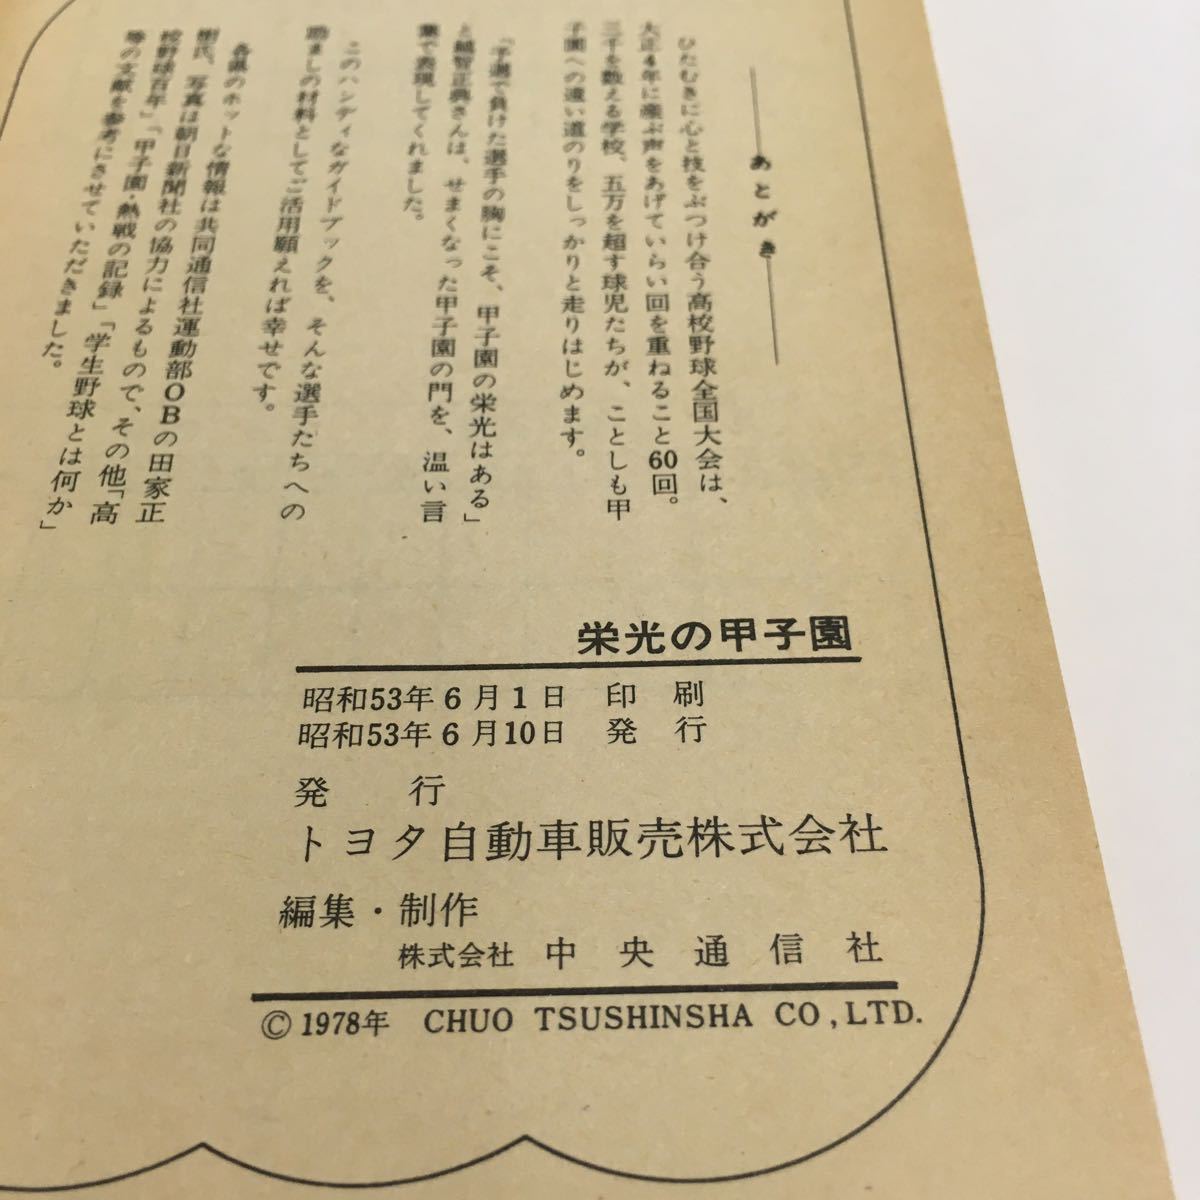 あとがき
ひたむきに心と技をぶつけ合う高校野球全国大会は、
大正4年に産ぶ声をあげていらい回を重ねること60回。
三千を数える学校、五万を超す球児たちが、ことしも甲
子園への遠い道のりをしっかりと走りはじめます。
「予選で負けた選手の胸にこそ、甲子園の栄光はある」
と越智正典さんは、せまくなった甲子園の門を、温い言
葉で表現してくれました。
このハンディなガイドブックを、そんな選手たちへの
励ましの材料としてご活用願えれば幸せです。
各県のホットな情報は共同通信社運動部OBの田家正
樹氏、写真は朝日新聞社の協力によるもので、その他「高
校野球百年」「甲子園・熱戦の記録」「学生野球とは何か」
等の文献を参考にさせていただきました。
栄光の甲子園
昭和53年6月1日 印刷
昭和53年6月10日 発行
発 行
トヨタ自動車販売株式会社
編集・制作
株式会社 中央通信社
© 1978年 CHUO TSUSHINSHA CO,LTD.